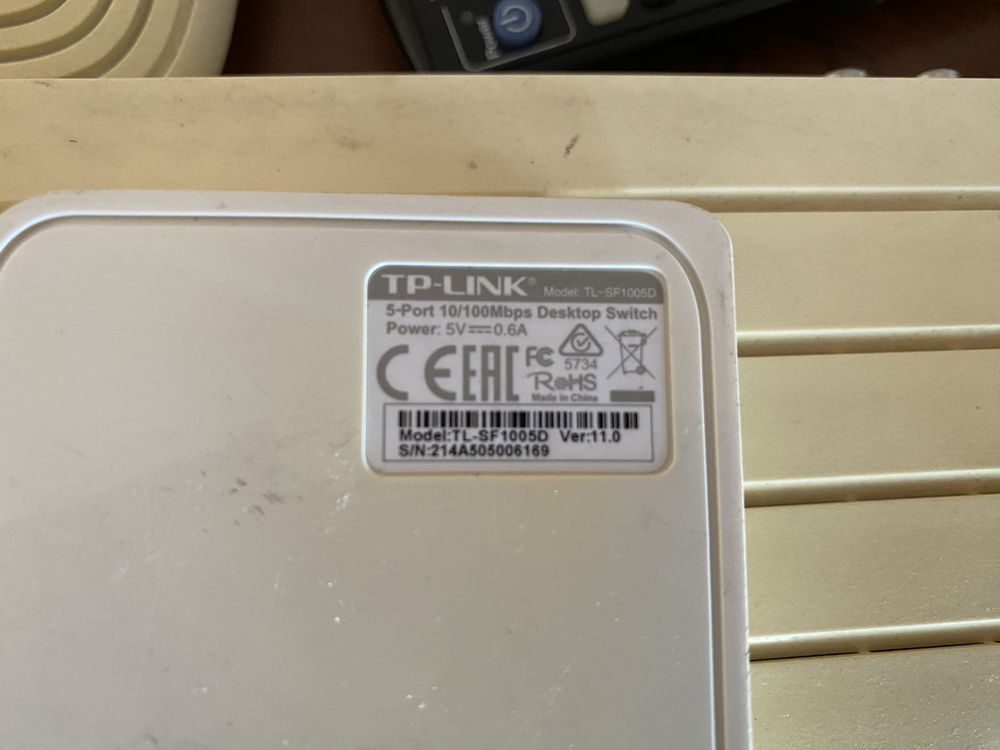 Power
TP-LINK® Model: TL-SF1005D
5-Port 10/100Mbps Desktop Switch
Power: 5V⎓0.6A
CE EAC FC 5734
RoHS
Made in China
Model:TL-SF1005D Ver:11.0
S/N:214A505006169